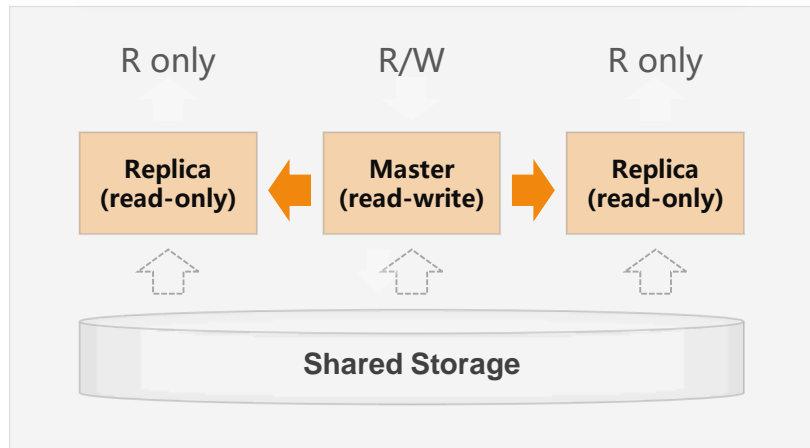 R only
R/W
R only
Replica
(read-only)
Master
(read-write)
Replica
(read-only)
Shared Storage